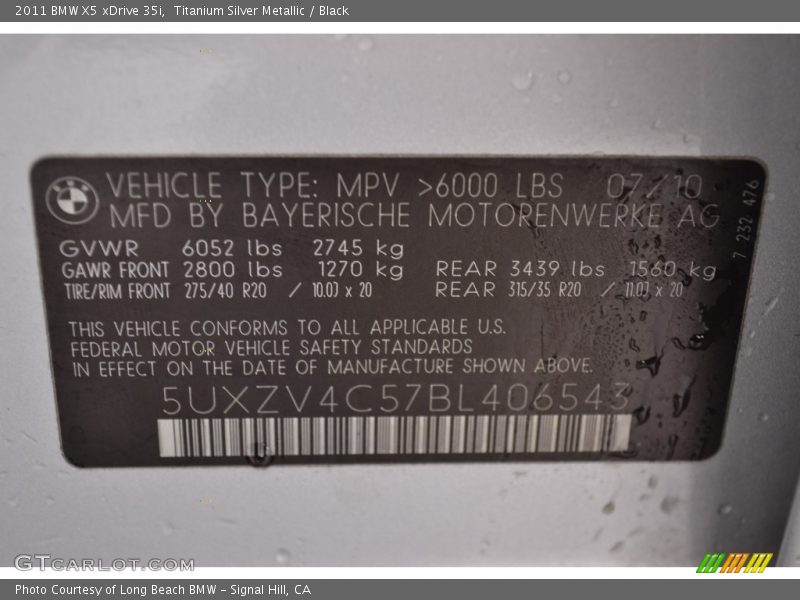 2011 BMW X5 xDrive 35i,  Titanium Silver Metallic / Black
BMW
VEHICLE TYPE: MPV >6000 LBS 07/10
MFD BY BAYERISCHE MOTORENWERKE AG
GVWR 6052 lbs 2745 kg
GAWR FRONT 2800 lbs 1270 kg REAR 3439 lbs 1560 kg
TIRE/RIM FRONT 275/40 R20 / 10.0J x 20 REAR 315/35 R20 / 11.0J x 20
7 232 476
THIS VEHICLE CONFORMS TO ALL APPLICABLE U.S.
FEDERAL MOTOR VEHICLE SAFETY STANDARDS
IN EFFECT ON THE DATE OF MANUFACTURE SHOWN ABOVE.
5UXZV4C57BL406543
GTCARLOT.COM
Photo Courtesy of Long Beach BMW – Signal Hill, CA